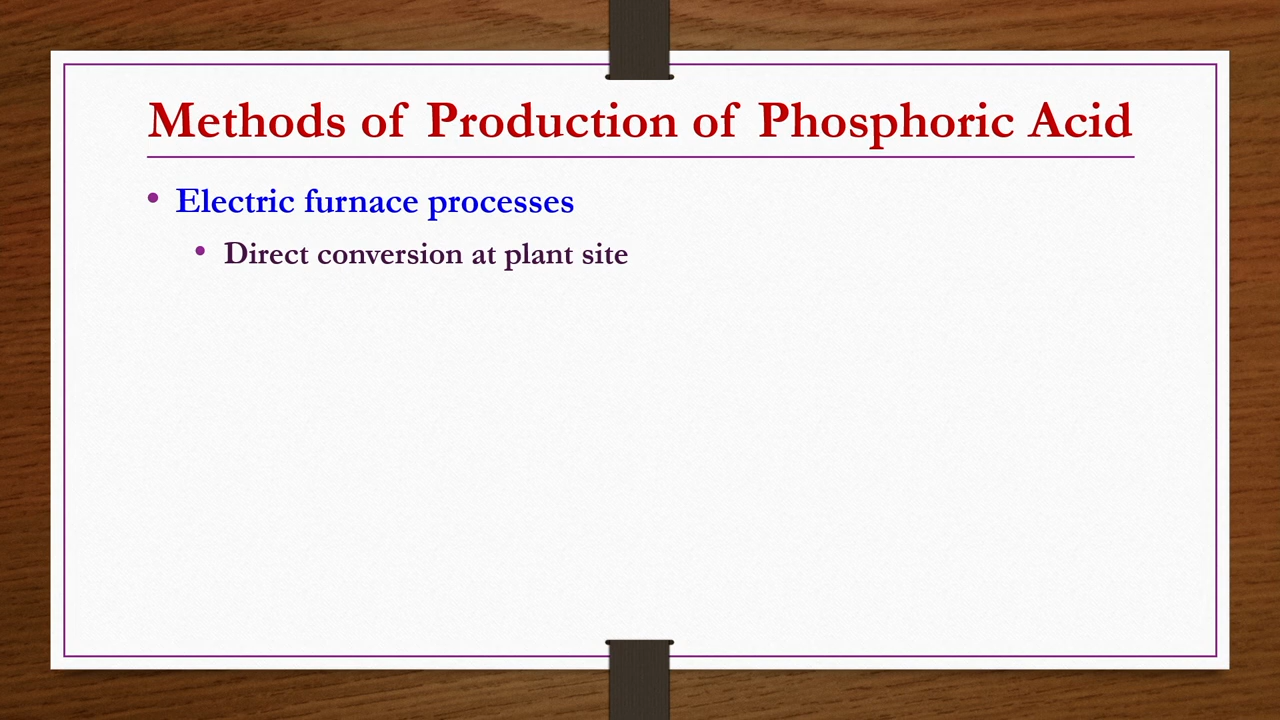 Methods of Production of Phosphoric Acid
• Electric furnace processes
• Direct conversion at plant site